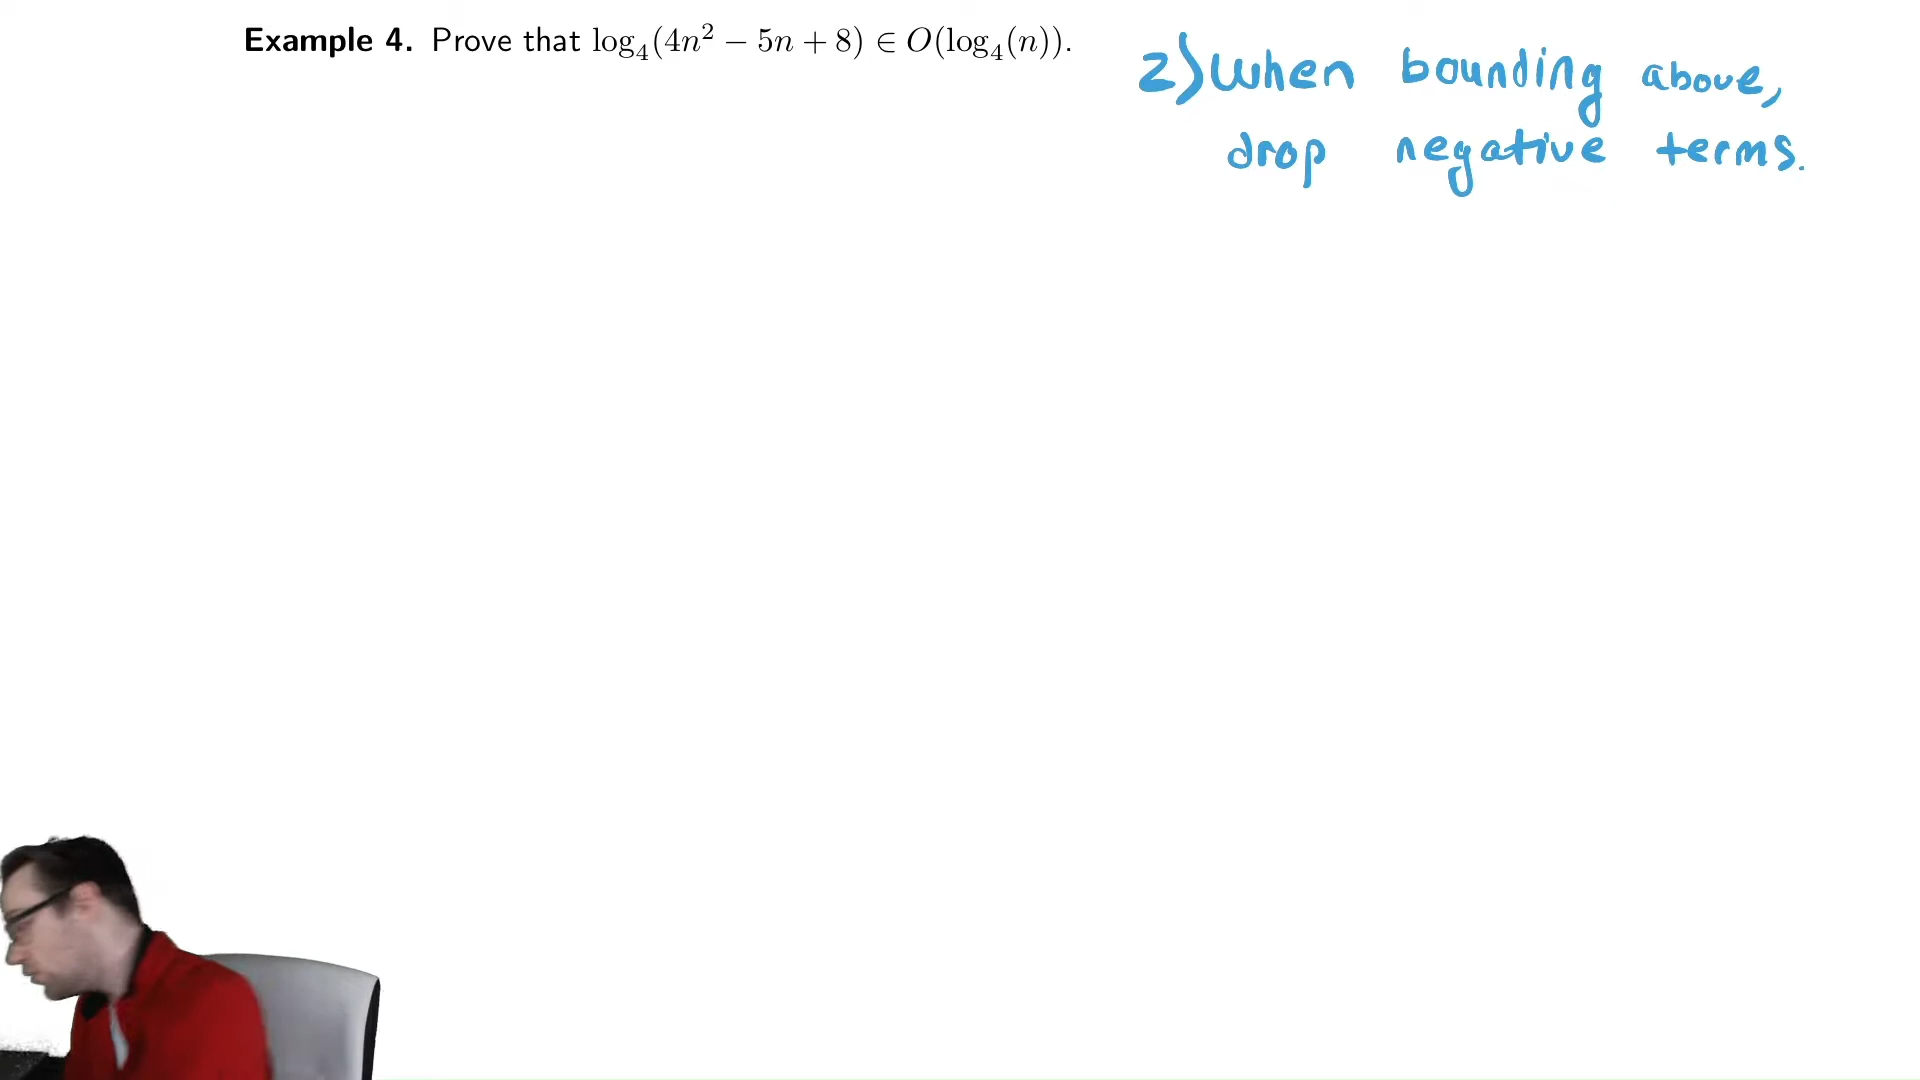 Example 4. Prove that log₄(4n² − 5n + 8) ∈ O(log₄(n)).
2) When bounding above,
drop negative terms.